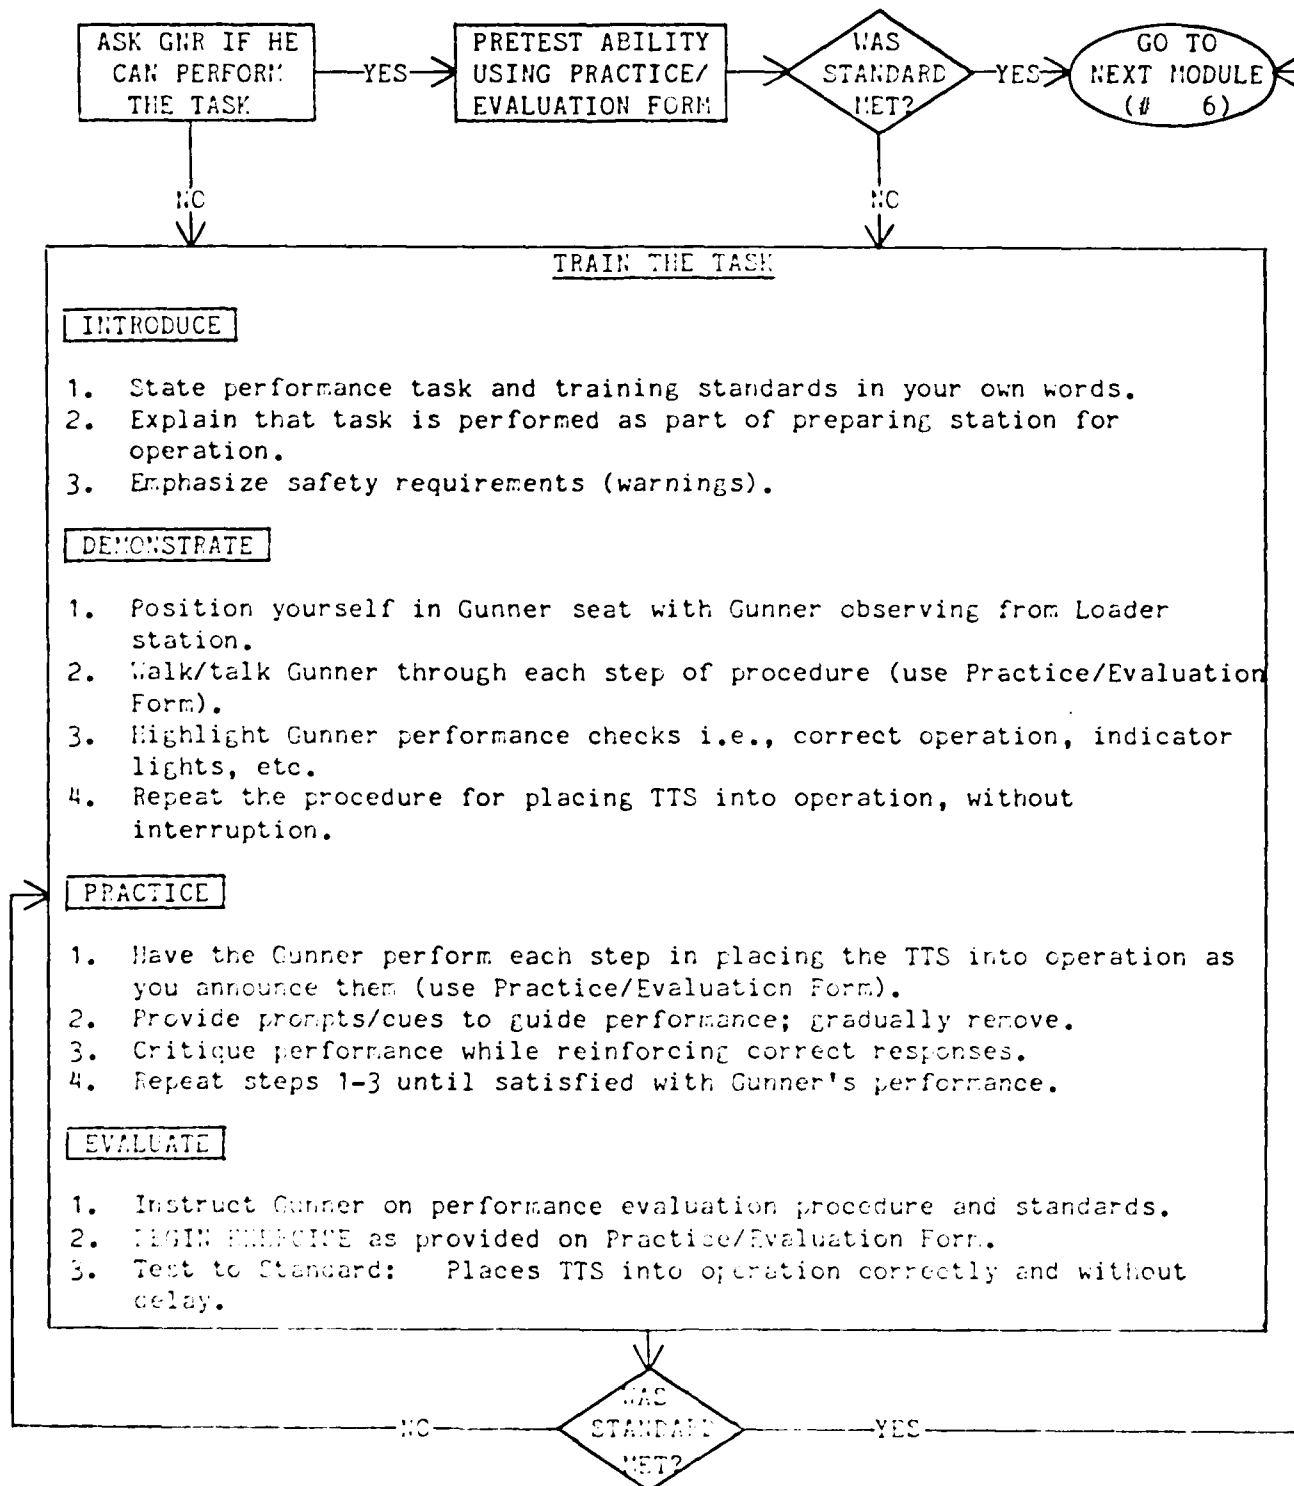 ASK GNR IF HE
CAN PERFORM
THE TASK
YES
PRETEST ABILITY
USING PRACTICE/
EVALUATION FORM
WAS
STANDARD
MET?
YES
GO TO
NEXT MODULE
(# 6)
NO
NO
TRAIN THE TASK
INTRODUCE
1. State performance task and training standards in your own words.
2. Explain that task is performed as part of preparing station for
operation.
3. Emphasize safety requirements (warnings).
DEMONSTRATE
1. Position yourself in Gunner seat with Gunner observing from Loader
station.
2. Walk/talk Gunner through each step of procedure (use Practice/Evaluation
Form).
3. Highlight Gunner performance checks i.e., correct operation, indicator
lights, etc.
4. Repeat the procedure for placing TTS into operation, without
interruption.
PRACTICE
1. Have the Gunner perform each step in placing the TTS into operation as
you announce them (use Practice/Evaluation Form).
2. Provide prompts/cues to guide performance; gradually remove.
3. Critique performance while reinforcing correct responses.
4. Repeat steps 1-3 until satisfied with Gunner's performance.
EVALUATE
1. Instruct Gunner on performance evaluation procedure and standards.
2. BEGIN EXERCISE as provided on Practice/Evaluation Form.
3. Test to Standard: Places TTS into operation correctly and without
delay.
NO
WAS
STANDARD
MET?
YES